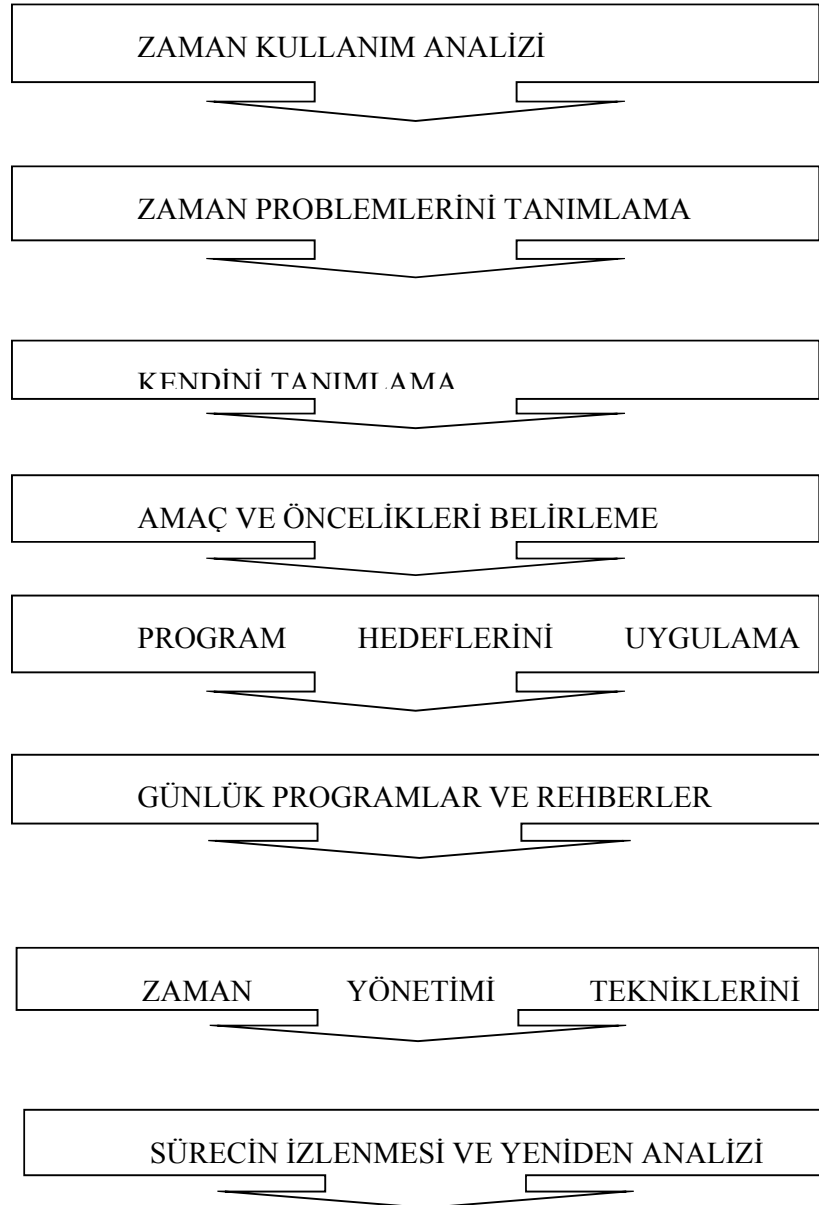 ZAMAN KULLANIM ANALİZİ
ZAMAN PROBLEMLERİNİ TANIMLAMA
KENDİNİ TANIMLAMA
AMAÇ VE ÖNCELİKLERİ BELİRLEME
PROGRAM HEDEFLERİNİ UYGULAMA
GÜNLÜK PROGRAMLAR VE REHBERLER
ZAMAN YÖNETİMİ TEKNİKLERİNİ
SÜRECİN İZLENMESİ VE YENİDEN ANALİZİ